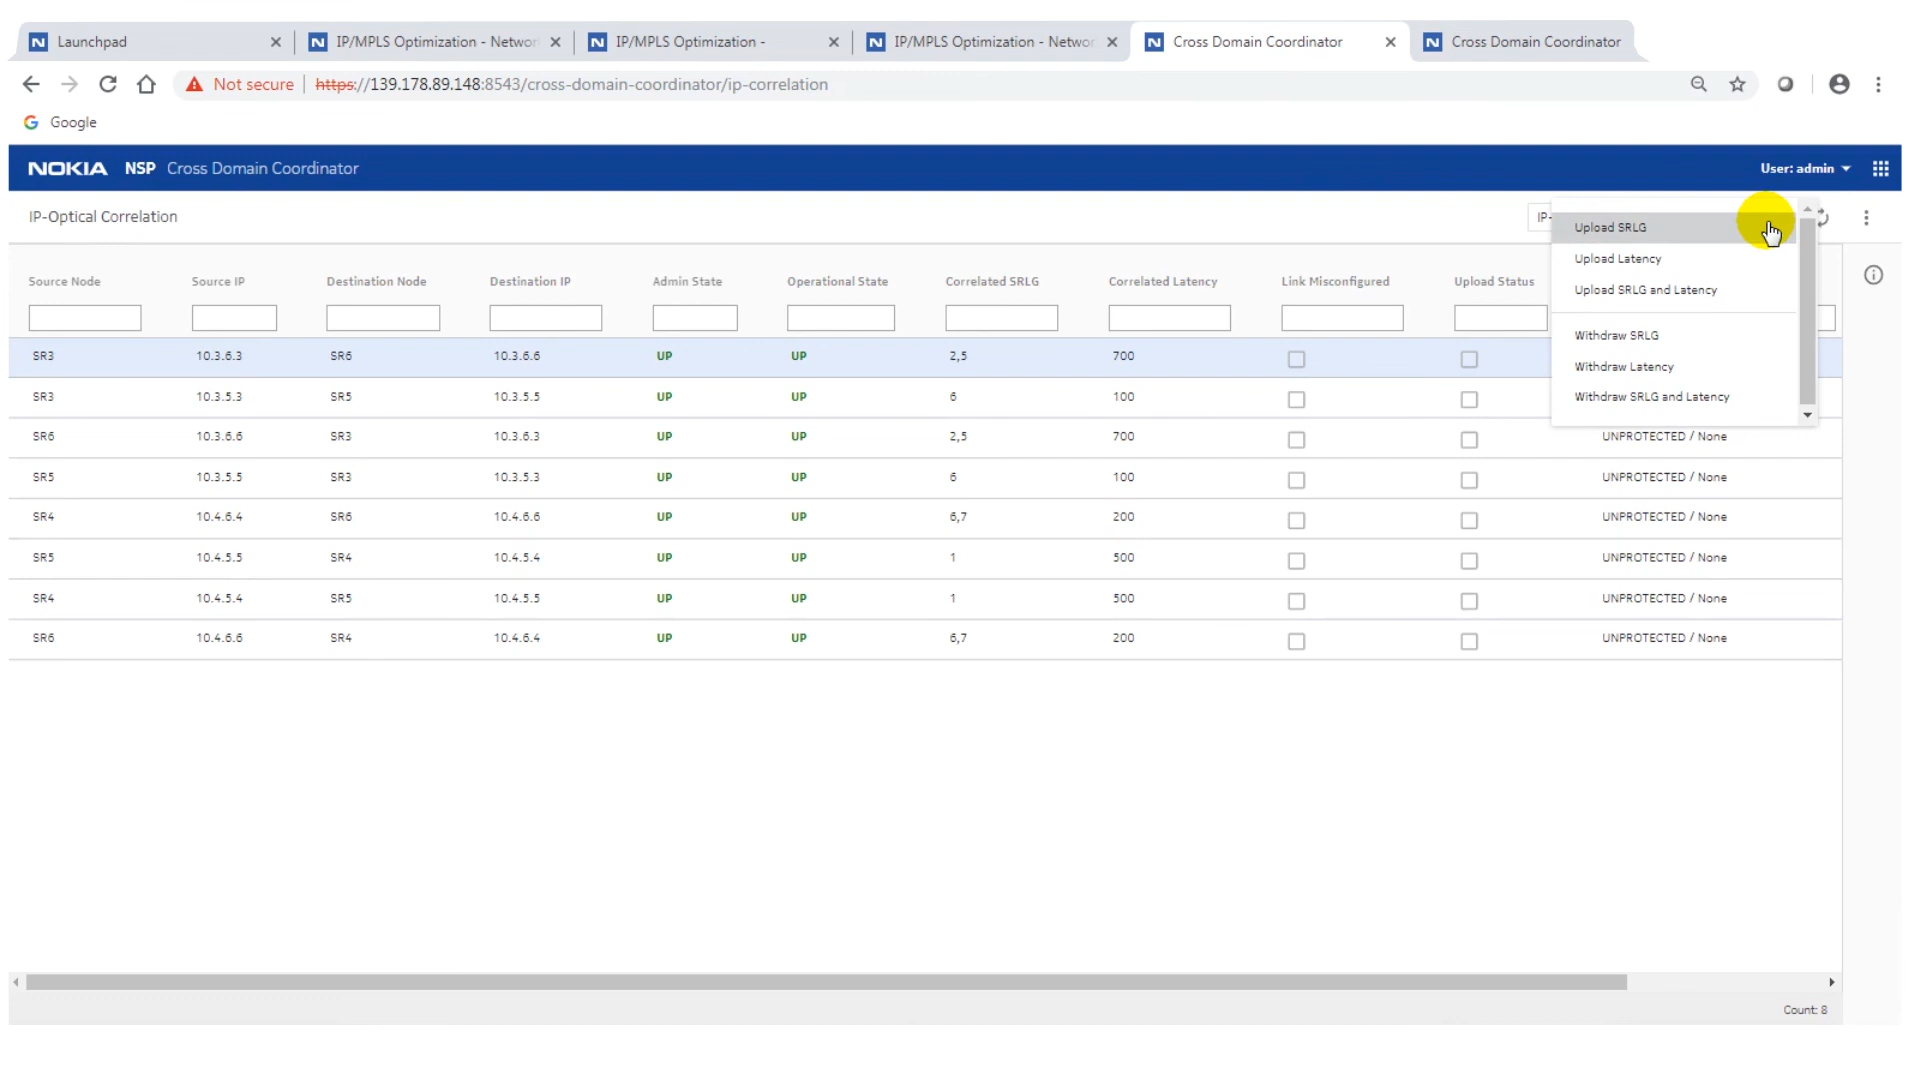 Launchpad IP/MPLS Optimization - Networ IP/MPLS Optimization - IP/MPLS Optimization - Networ Cross Domain Coordinator Cross Domain Coordinator
Not secure https://139.178.89.148:8543/cross-domain-coordinator/ip-correlation
Google
NOKIA NSP Cross Domain Coordinator User: admin
IP-Optical Correlation IP-
Upload SRLG
Upload Latency
Upload SRLG and Latency
Withdraw SRLG
Withdraw Latency
Withdraw SRLG and Latency
Source Node Source IP Destination Node Destination IP Admin State Operational State Correlated SRLG Correlated Latency Link Misconfigured Upload Status
SR3 10.3.6.3 SR6 10.3.6.6 UP UP 2,5 700
SR3 10.3.5.3 SR5 10.3.5.5 UP UP 6 100
SR6 10.3.6.6 SR3 10.3.6.3 UP UP 2,5 700 UNPROTECTED / None
SR5 10.3.5.5 SR3 10.3.5.3 UP UP 6 100 UNPROTECTED / None
SR4 10.4.6.4 SR6 10.4.6.6 UP UP 6,7 200 UNPROTECTED / None
SR5 10.4.5.5 SR4 10.4.5.4 UP UP 1 500 UNPROTECTED / None
SR4 10.4.5.4 SR5 10.4.5.5 UP UP 1 500 UNPROTECTED / None
SR6 10.4.6.6 SR4 10.4.6.4 UP UP 6,7 200 UNPROTECTED / None
Count: 8